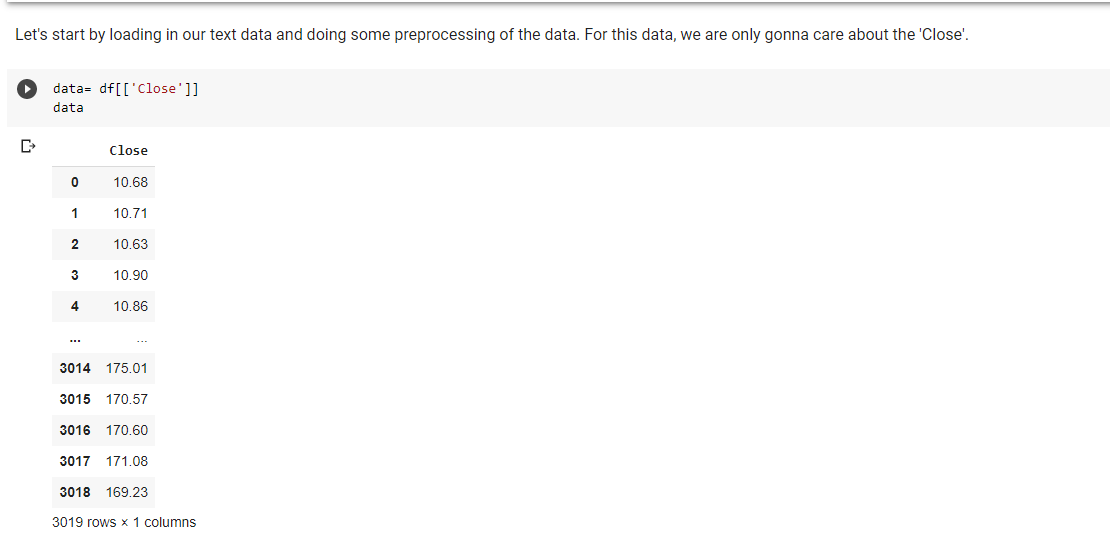 Let's start by loading in our text data and doing some preprocessing of the data. For this data, we are only gonna care about the 'Close'.
data= df[['Close']]
data
Close
0 10.68
1 10.71
2 10.63
3 10.90
4 10.86
... ...
3014 175.01
3015 170.57
3016 170.60
3017 171.08
3018 169.23
3019 rows × 1 columns